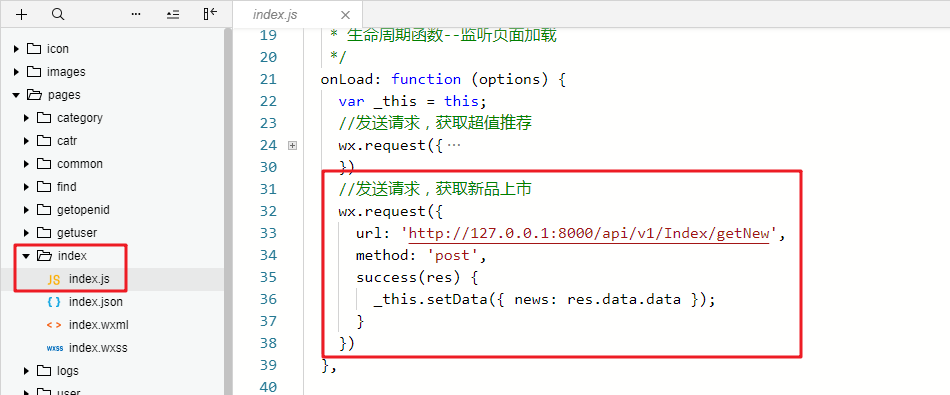 index.js
icon
images
pages
category
catr
common
find
getopenid
getuser
index
JS index.js
{ } index.json
< > index.wxml
wxss index.wxss
logs
user
19 * 生命周期函数--监听页面加载
20 */
21 onLoad: function (options) {
22 var _this = this;
23 //发送请求，获取超值推荐
24 wx.request({ ···
30 })
31 //发送请求，获取新品上市
32 wx.request({
33 url: 'http://127.0.0.1:8000/api/v1/Index/getNew',
34 method: 'post',
35 success(res) {
36 _this.setData({ news: res.data.data });
37 }
38 })
39 },
40